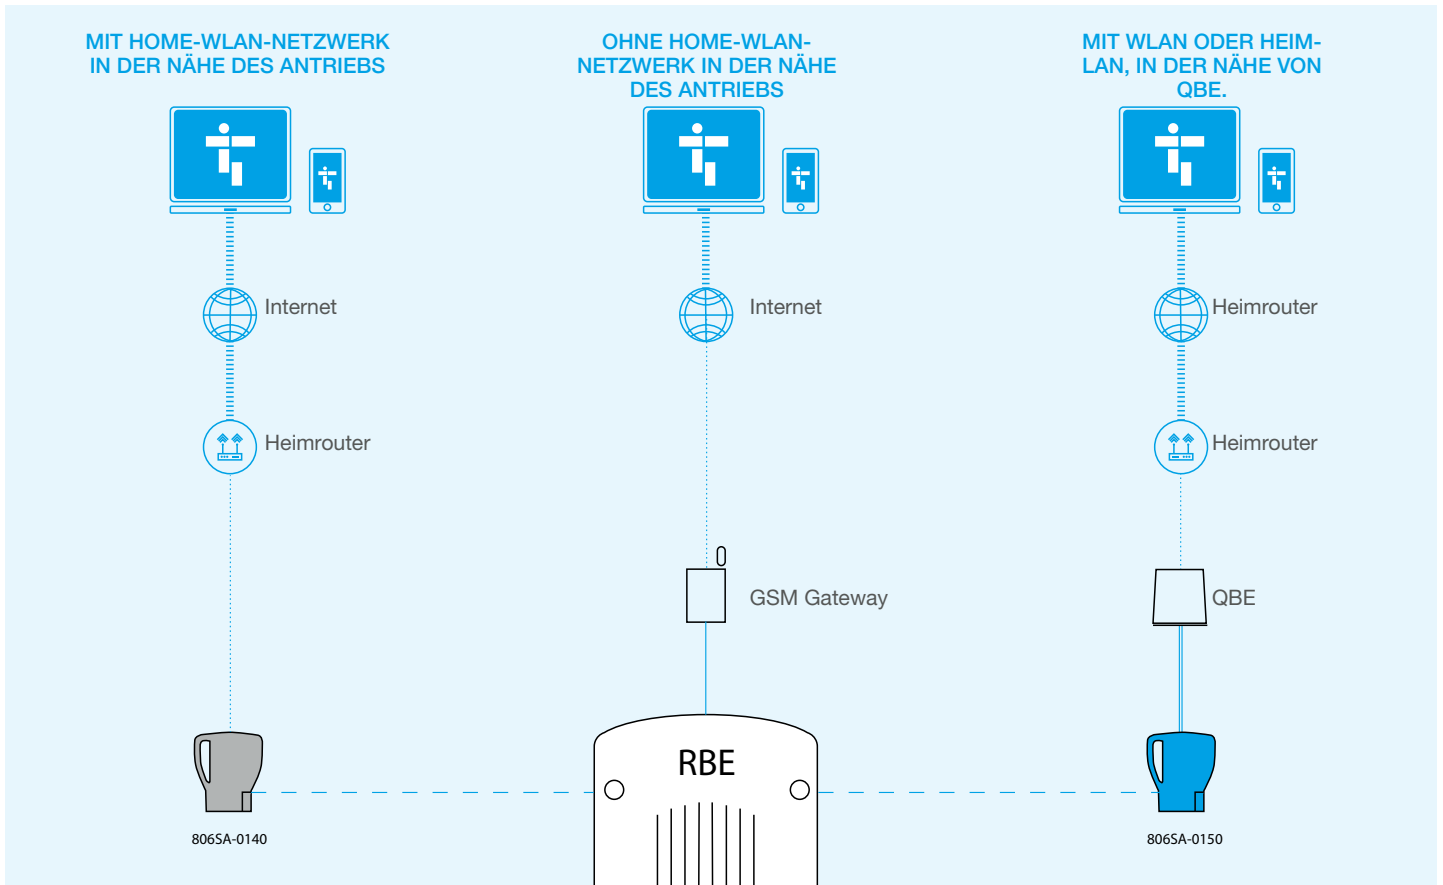 MIT HOME-WLAN-NETZWERK
IN DER NÄHE DES ANTRIEBS
OHNE HOME-WLAN-
NETZWERK IN DER NÄHE
DES ANTRIEBS
MIT WLAN ODER HEIM-
LAN, IN DER NÄHE VON
QBE.
Internet
Internet
Heimrouter
Heimrouter
Heimrouter
GSM Gateway
QBE
RBE
806SA-0140
806SA-0150